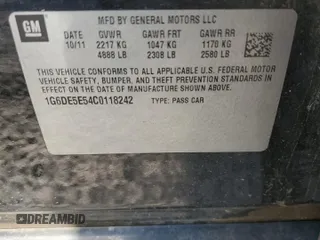 GM
MFD BY GENERAL MOTORS LLC
DATE GVWR GAWR FRT GAWR RR
10/11 2217 KG 1047 KG 1170 KG
4888 LB 2308 LB 2580 LB
THIS VEHICLE CONFORMS TO ALL APPLICABLE U.S. FEDERAL MOTOR
VEHICLE SAFETY, BUMPER, AND THEFT PREVENTION STANDARDS IN
EFFECT ON THE DATE OF MANUFACTURE SHOWN ABOVE.
1G6DE5E54C0118242 TYPE: PASS CAR
AUTOBIDMASTER